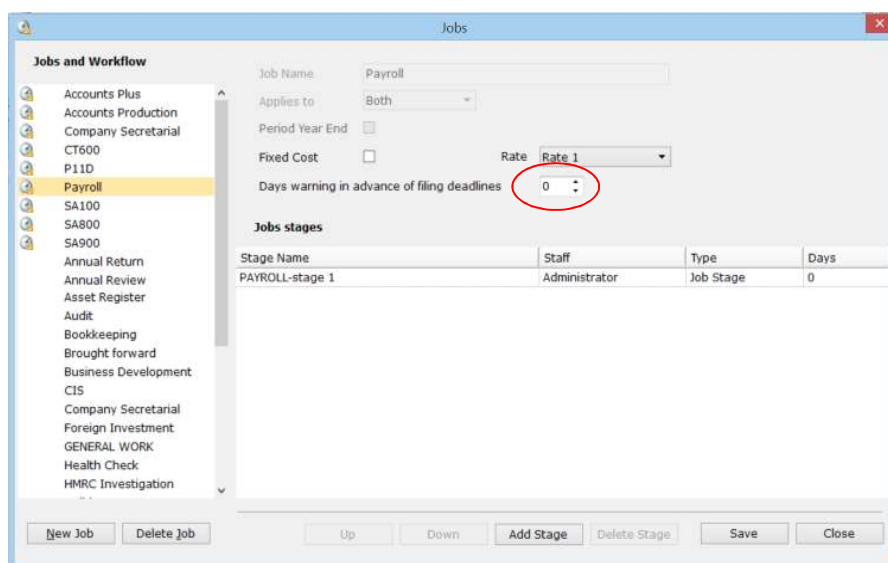 Jobs
Jobs and Workflow
Accounts Plus
Accounts Production
Company Secretarial
CT600
P11D
Payroll
SA100
SA800
SA900
Annual Return
Annual Review
Asset Register
Audit
Bookkeeping
Brought forward
Business Development
CIS
Company Secretarial
Foreign Investment
GENERAL WORK
Health Check
HMRC Investigation
Job Name Payroll
Applies to Both
Period Year End
Fixed Cost Rate Rate 1
Days warning in advance of filing deadlines 0
Jobs stages
Stage Name Staff Type Days
PAYROLL-stage 1 Administrator Job Stage 0
New Job Delete Job Up Down Add Stage Delete Stage Save Close